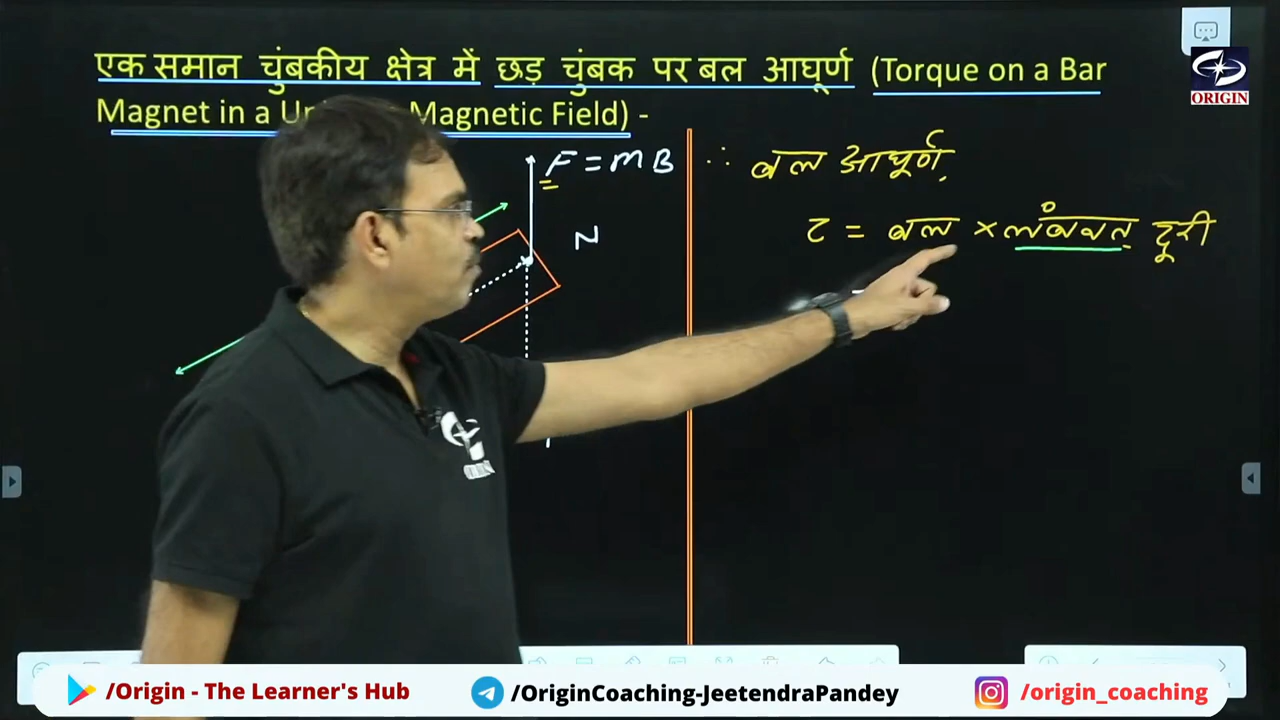 एक समान चुंबकीय क्षेत्र में छड़ चुंबक पर बल आघूर्ण (Torque on a Bar
Magnet in a Magnetic Field) -
ORIGIN
F = mB
∴ बल आघूर्ण
N
τ = बल × लंबवत दूरी
/Origin - The Learner's Hub
/OriginCoaching-JeetendraPandey
/origin_coaching